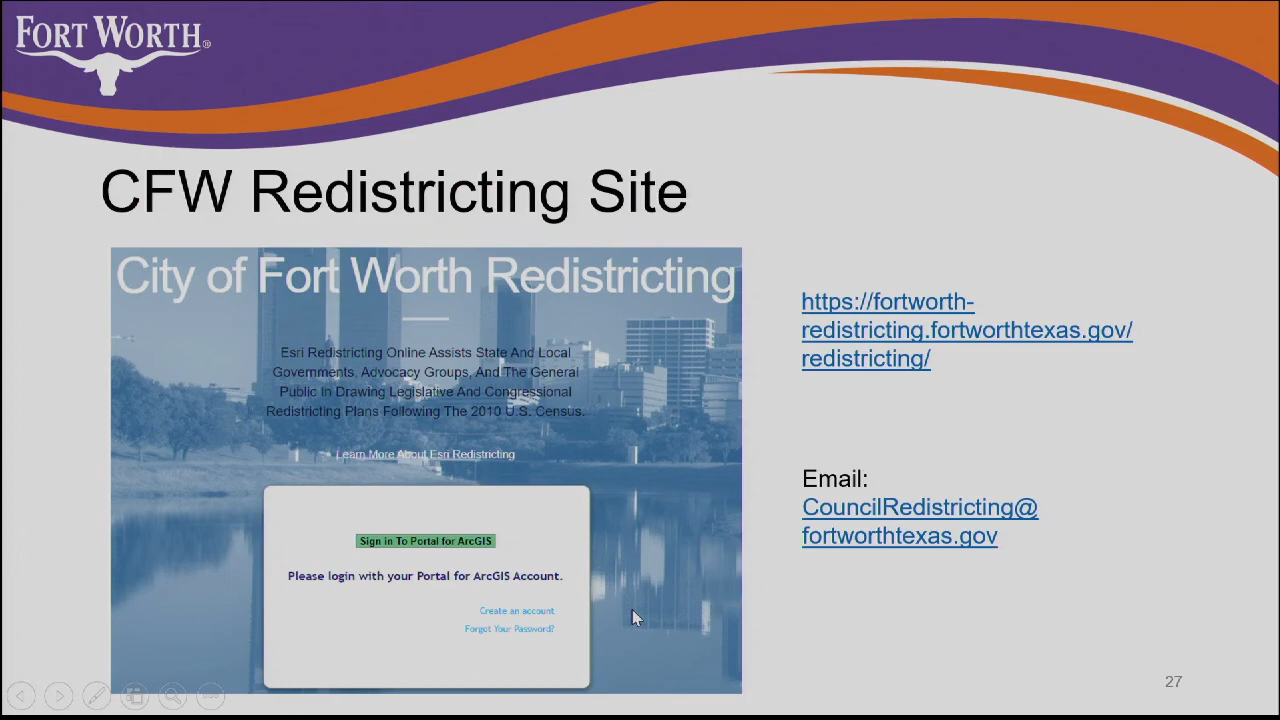 FORT WORTH®
CFW Redistricting Site
City of Fort Worth Redistricting
Esri Redistricting Online Assists State And Local
Governments, Advocacy Groups, And The General
Public In Drawing Legislative And Congressional
Redistricting Plans Following The 2010 U.S. Census.
Learn More About Esri Redistricting
Sign in To Portal for ArcGIS
Please login with your Portal for ArcGIS Account.
Create an account
Forgot Your Password?
https://fortworth-
redistricting.fortworthtexas.gov/
redistricting/
Email:
CouncilRedistricting@
fortworthtexas.gov
27